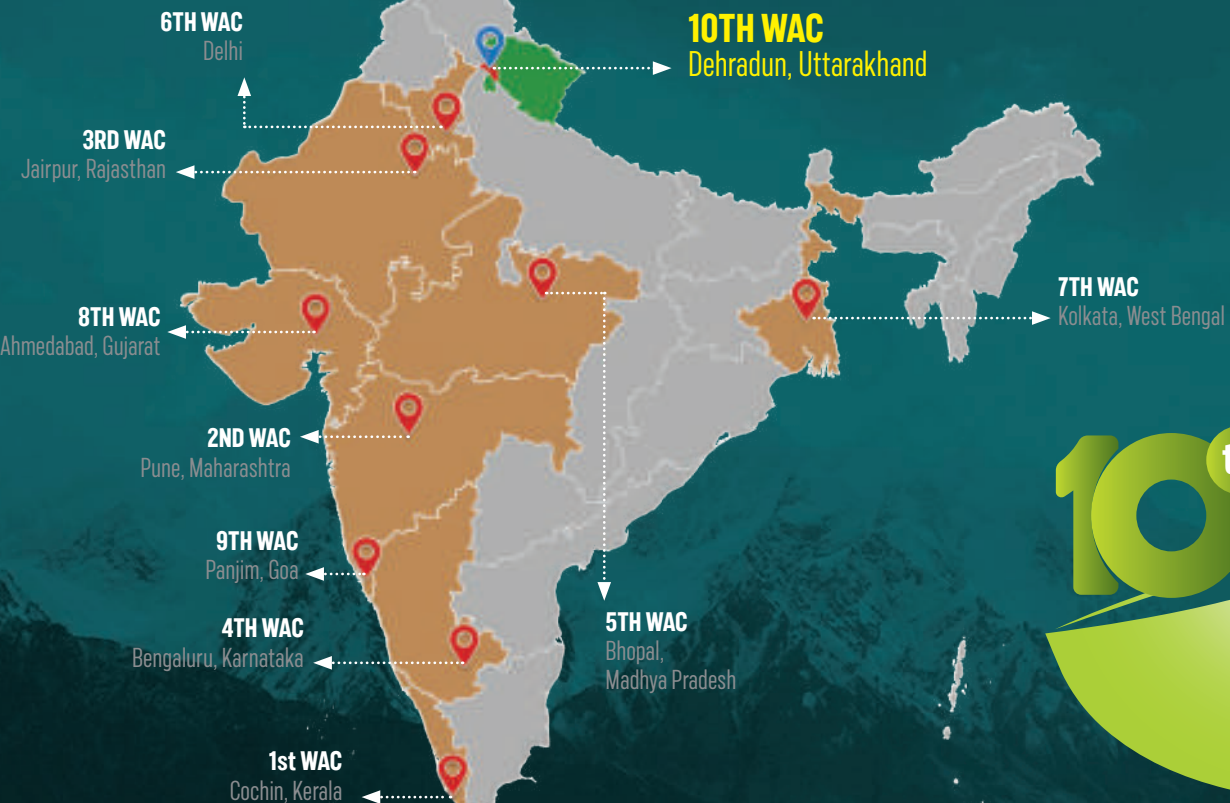 6TH WAC
Delhi
10TH WAC
Dehradun, Uttarakhand
3RD WAC
Jairpur, Rajasthan
8TH WAC
Ahmedabad, Gujarat
7TH WAC
Kolkata, West Bengal
2ND WAC
Pune, Maharashtra
9TH WAC
Panjim, Goa
4TH WAC
Bengaluru, Karnataka
5TH WAC
Bhopal,
Madhya Pradesh
1st WAC
Cochin, Kerala
10t